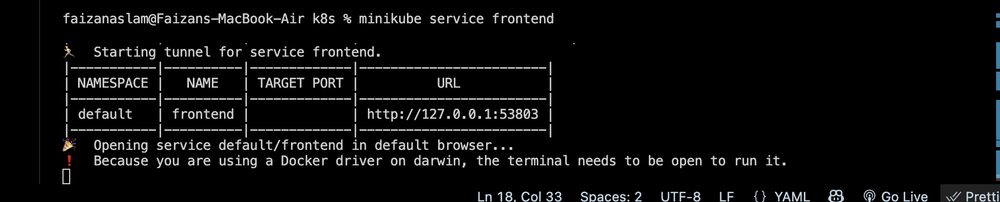 faizanaslam@Faizans-MacBook-Air k8s % minikube service frontend
🏃  Starting tunnel for service frontend.
|-----------|----------|-------------|------------------------|
| NAMESPACE |   NAME   | TARGET PORT |          URL           |
|-----------|----------|-------------|------------------------|
| default   | frontend |             | http://127.0.0.1:53803 |
|-----------|----------|-------------|------------------------|
🎉  Opening service default/frontend in default browser...
❗  Because you are using a Docker driver on darwin, the terminal needs to be open to run it.
Ln 18, Col 33   Spaces: 2   UTF-8   LF   {} YAML   Go Live   Pretti